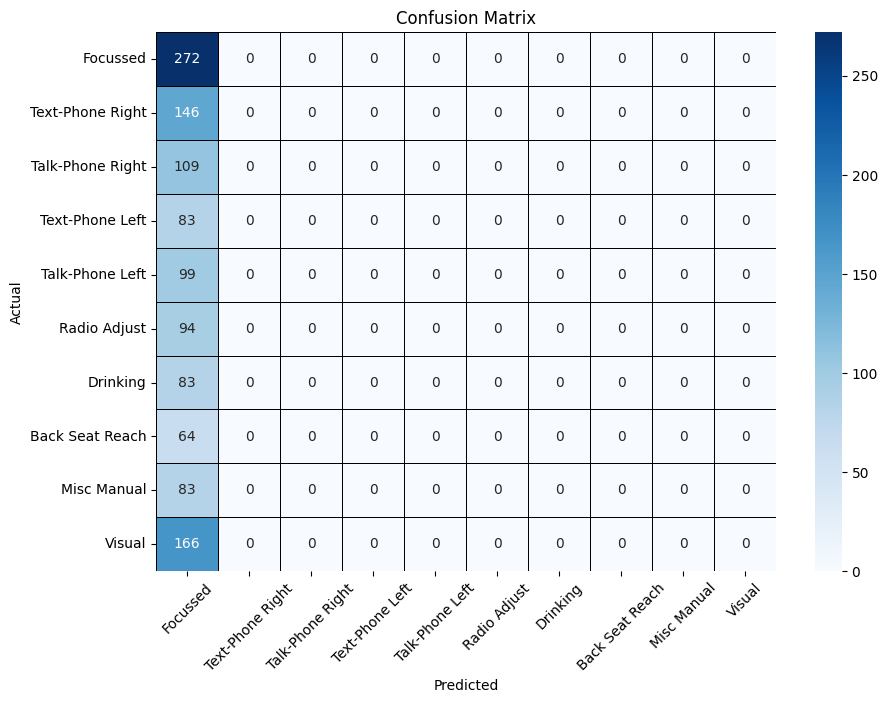 Confusion Matrix
Focussed 272 0 0 0 0 0 0 0 0 0
Text-Phone Right 146 0 0 0 0 0 0 0 0 0
Talk-Phone Right 109 0 0 0 0 0 0 0 0 0
Text-Phone Left 83 0 0 0 0 0 0 0 0 0
Talk-Phone Left 99 0 0 0 0 0 0 0 0 0
Radio Adjust 94 0 0 0 0 0 0 0 0 0
Drinking 83 0 0 0 0 0 0 0 0 0
Back Seat Reach 64 0 0 0 0 0 0 0 0 0
Misc Manual 83 0 0 0 0 0 0 0 0 0
Visual 166 0 0 0 0 0 0 0 0 0
Actual
Focussed
Text-Phone Right
Talk-Phone Right
Text-Phone Left
Talk-Phone Left
Radio Adjust
Drinking
Back Seat Reach
Misc Manual
Visual
Predicted
250
200
150
100
50
0